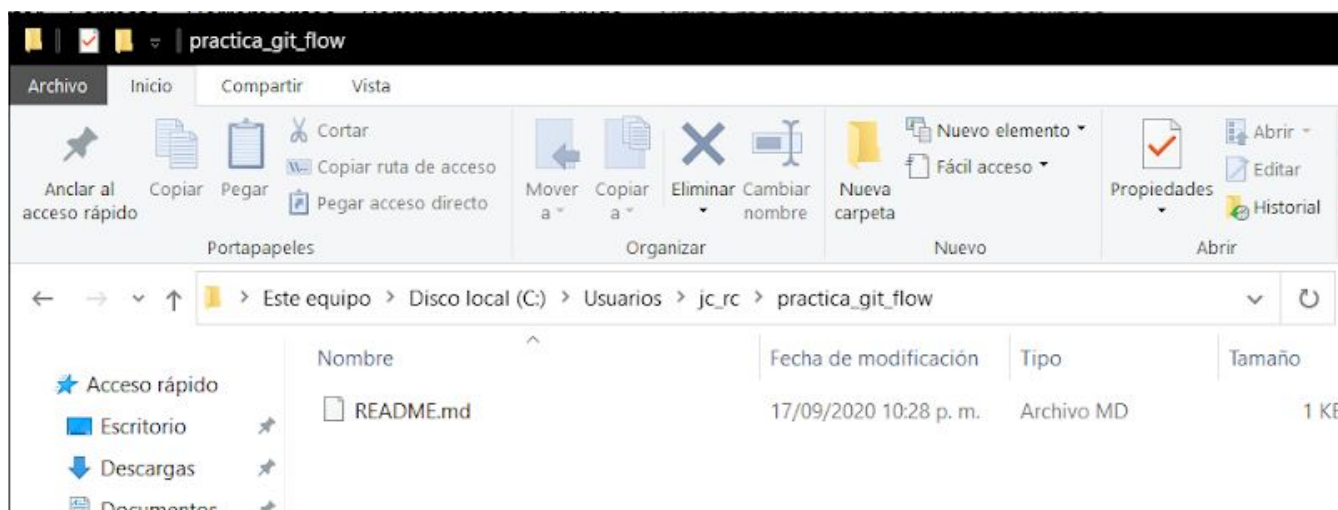 practica_git_flow
Archivo Inicio Compartir Vista
Anclar al acceso rápido
Copiar
Pegar
Cortar
Copiar ruta de acceso
Pegar acceso directo
Portapapeles
Mover a
Copiar a
Eliminar
Cambiar nombre
Organizar
Nueva carpeta
Nuevo elemento
Fácil acceso
Nuevo
Propiedades
Abrir
Editar
Historial
Abrir
Este equipo > Disco local (C:) > Usuarios > jc_rc > practica_git_flow
Nombre Fecha de modificación Tipo Tamaño
Acceso rápido
README.md 17/09/2020 10:28 p. m. Archivo MD 1 KB
Escritorio
Descargas
Documentos